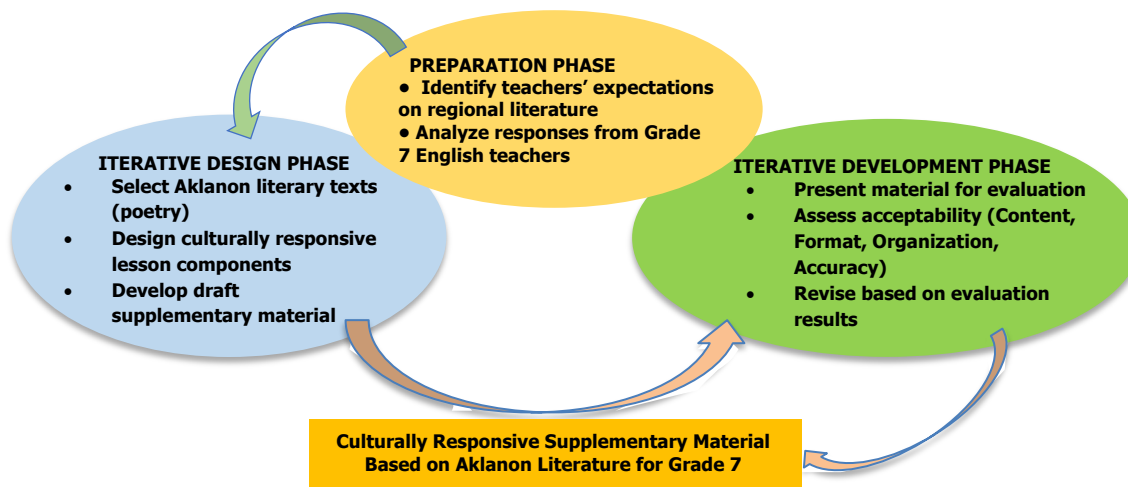 PREPARATION PHASE
● Identify teachers’ expectations
on regional literature
● Analyze responses from Grade
7 English teachers
ITERATIVE DESIGN PHASE
• Select Aklanon literary texts
(poetry)
• Design culturally responsive
lesson components
• Develop draft
supplementary material
ITERATIVE DEVELOPMENT PHASE
• Present material for evaluation
• Assess acceptability (Content,
Format, Organization,
Accuracy)
• Revise based on evaluation
results
Culturally Responsive Supplementary Material
Based on Aklanon Literature for Grade 7